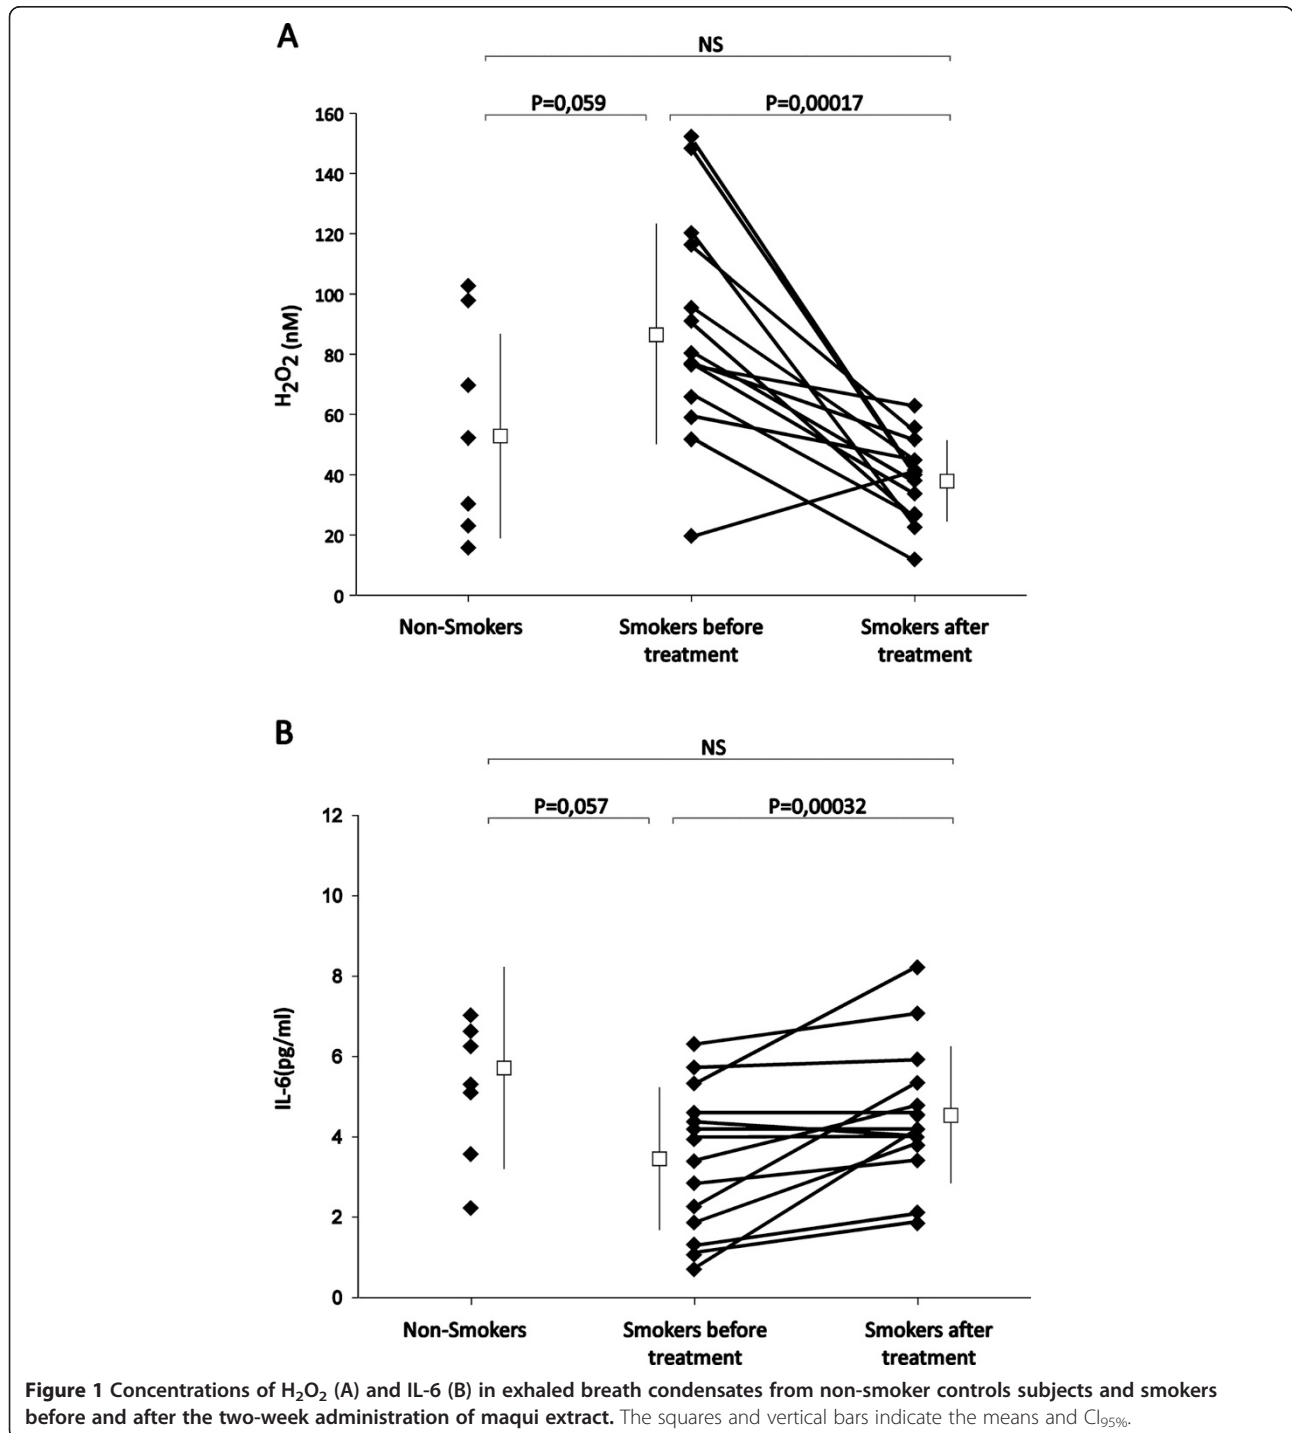 A
NS
P=0,059
P=0,00017
160
140
120
100
80
60
40
20
0
H2O2 (nM)
Non-Smokers
Smokers before
treatment
Smokers after
treatment
B
NS
P=0,057
P=0,00032
12
10
8
6
4
2
0
IL-6(pg/ml)
Non-Smokers
Smokers before
treatment
Smokers after
treatment
Figure 1 Concentrations of H2O2 (A) and IL-6 (B) in exhaled breath condensates from non-smoker controls subjects and smokers
before and after the two-week administration of maqui extract. The squares and vertical bars indicate the means and CI95%.